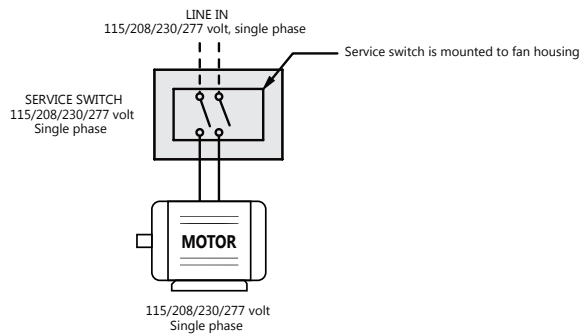 LINE IN
115/208/230/277 volt, single phase
Service switch is mounted to fan housing
SERVICE SWITCH
115/208/230/277 volt
Single phase
MOTOR
115/208/230/277 volt
Single phase